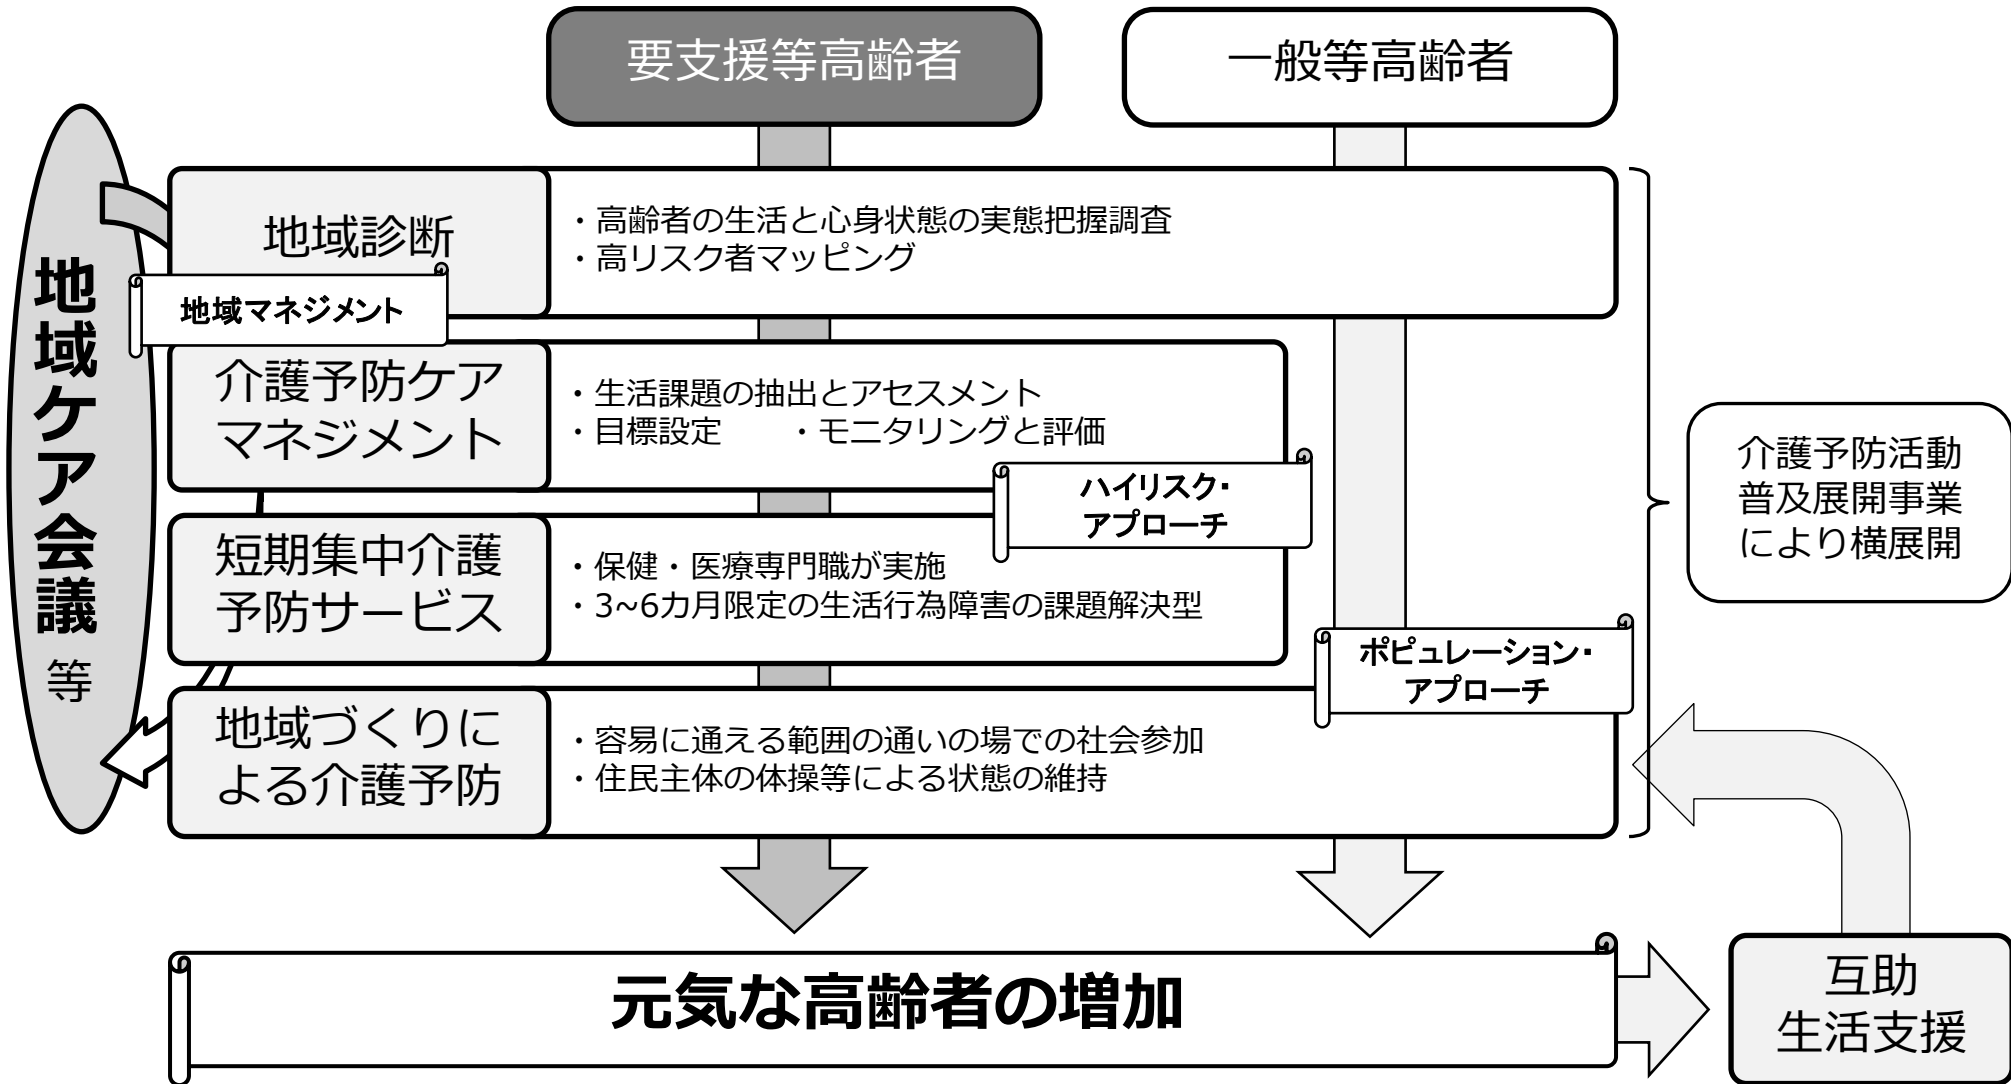 要支援等高齢者
一般等高齢者
地域ケア会議 等
地域診断
・高齢者の生活と心身状態の実態把握調査
・高リスク者マッピング
地域マネジメント
介護予防ケア
マネジメント
・生活課題の抽出とアセスメント
・目標設定　　・モニタリングと評価
ハイリスク・
アプローチ
短期集中介護
予防サービス
・保健・医療専門職が実施
・3~6カ月限定の生活行為障害の課題解決型
ポピュレーション・
アプローチ
地域づくりに
よる介護予防
・容易に通える範囲の通いの場での社会参加
・住民主体の体操等による状態の維持
介護予防活動
普及展開事業
により横展開
元気な高齢者の増加
互助
生活支援